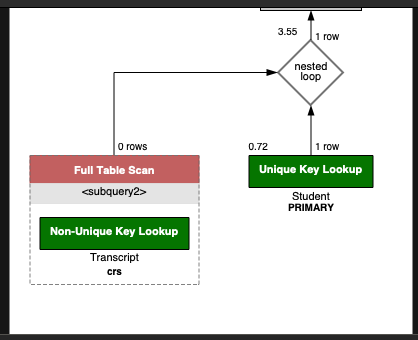 3.55
1 row
nested
loop
0 rows
0.72
1 row
Full Table Scan
<subquery2>
Non-Unique Key Lookup
Transcript
crs
Unique Key Lookup
Student
PRIMARY